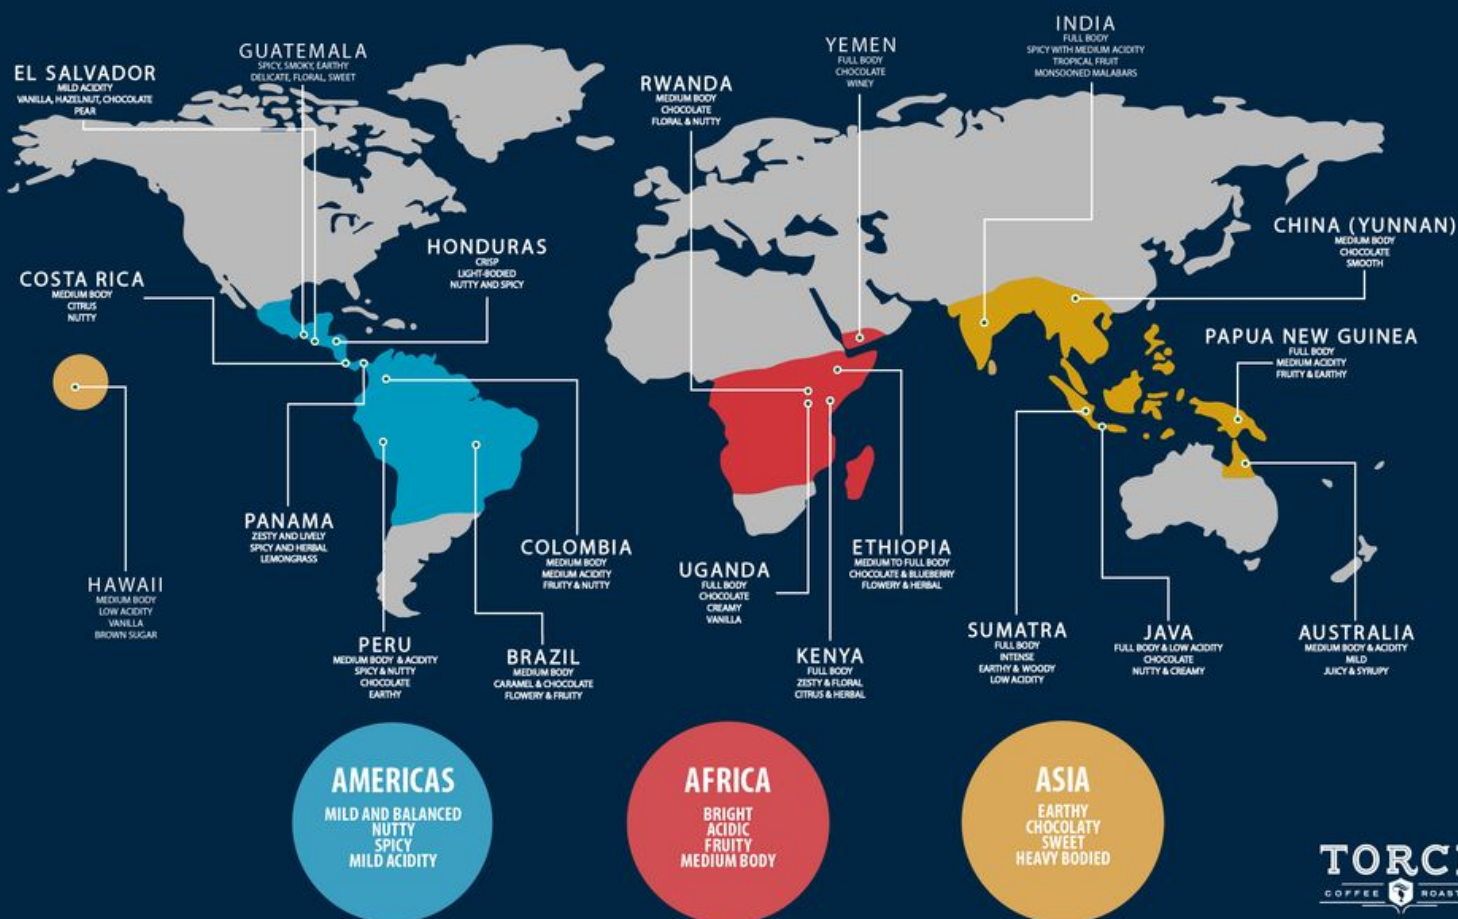 EL SALVADOR
MILD ACIDITY
VANILLA, HAZELNUT, CHOCOLATE
PEAR
GUATEMALA
SPICY, SMOKY, EARTHY
DELICATE, FLORAL, SWEET
YEMEN
FULL BODY
CHOCOLATE
WINEY
INDIA
FULL BODY
SPICY WITH MEDIUM ACIDITY
TROPICAL FRUIT
MONSOONED MALABARS
RWANDA
MEDIUM BODY
CHOCOLATE
FLORAL & NUTTY
CHINA (YUNNAN)
MEDIUM BODY
CHOCOLATE
SMOOTH
HONDURAS
CRISP
LIGHT-BODIED
NUTTY AND SPICY
COSTA RICA
MEDIUM BODY
CITRUS
NUTTY
PAPUA NEW GUINEA
FULL BODY
MEDIUM ACIDITY
FRUITY & EARTHY
PANAMA
ZESTY AND LIVELY
SPICY AND HERBAL
LEMONGRASS
COLOMBIA
MEDIUM BODY
MEDIUM ACIDITY
FRUITY & NUTTY
UGANDA
FULL BODY
CHOCOLATE
CREAMY
VANILLA
ETHIOPIA
MEDIUM TO FULL BODY
CHOCOLATE & BLUEBERRY
FLOWERY & HERBAL
HAWAII
MEDIUM BODY
LOW ACIDITY
VANILLA
BROWN SUGAR
PERU
MEDIUM BODY & ACIDITY
SPICY & NUTTY
CHOCOLATE
EARTHY
BRAZIL
MEDIUM BODY
CARAMEL & CHOCOLATE
FLOWERY & FRUITY
KENYA
FULL BODY
ZESTY & FLORAL
CITRUS & HERBAL
SUMATRA
FULL BODY
INTENSE
EARTHY & WOODY
LOW ACIDITY
JAVA
FULL BODY & LOW ACIDITY
CHOCOLATE
NUTTY & CREAMY
AUSTRALIA
MEDIUM BODY & ACIDITY
MILD
JUICY & SYRUPY
AMERICAS
MILD AND BALANCED
NUTTY
SPICY
MILD ACIDITY
AFRICA
BRIGHT
ACIDIC
FRUITY
MEDIUM BODY
ASIA
EARTHY
CHOCOLATY
SWEET
HEAVY BODIED
TORC
COFFEE ROAST